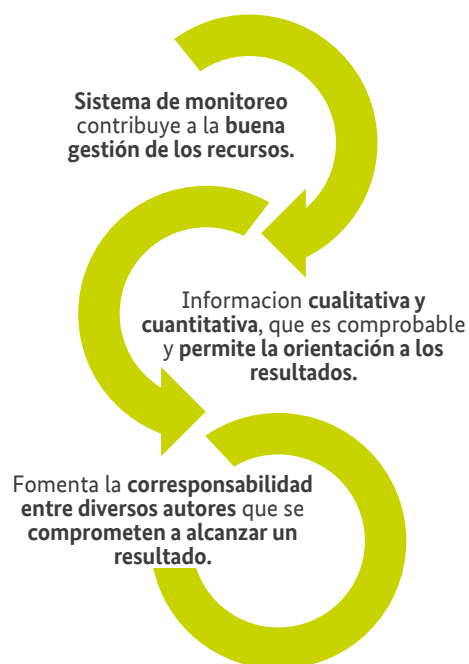 Sistema de monitoreo
contribuye a la buena
gestión de los recursos.
Informacion cualitativa y
cuantitativa, que es comprobable
y permite la orientación a los
resultados.
Fomenta la corresponsabilidad
entre diversos autores que se
comprometen a alcanzar un
resultado.